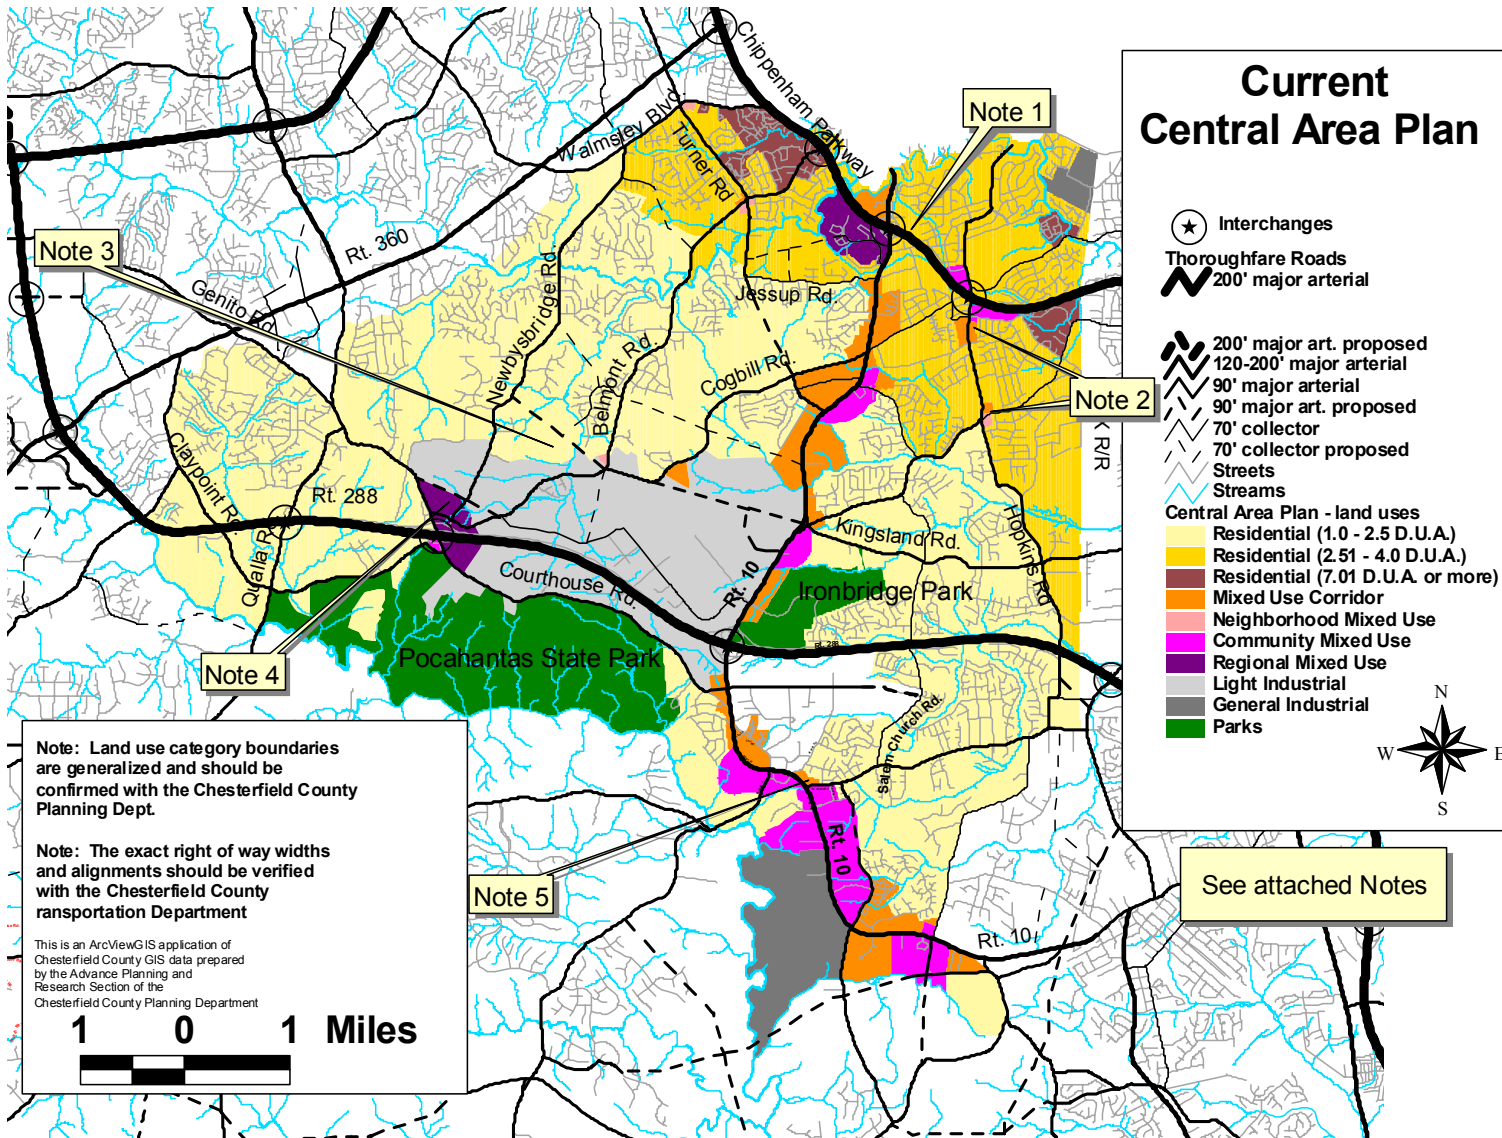 Current
Central Area Plan
Interchanges
Thoroughfare Roads
200' major arterial
200' major art. proposed
120-200' major arterial
90' major arterial
90' major art. proposed
70' collector
70' collector proposed
Streets
Streams
Central Area Plan - land uses
Residential (1.0 - 2.5 D.U.A.)
Residential (2.51 - 4.0 D.U.A.)
Residential (7.01 D.U.A. or more)
Mixed Use Corridor
Neighborhood Mixed Use
Community Mixed Use
Regional Mixed Use
Light Industrial
General Industrial
Parks
N
W
E
S
See attached Notes
Note 1
Note 2
Note 3
Note 4
Note 5
Chippenham Parkway
Walmsley Blvd.
Turner Rd
Rt. 360
Genito Rd
Newbysbridge Rd.
Belmont Rd.
Jessup Rd.
Cogbill Rd.
Claypoint Rd.
Rt. 288
Qualla Rd
Courthouse Rd.
Rt. 10
Kingsland Rd.
Hopkins Rd
R/R
Ironbridge Park
Rt. 288
Pocahantas State Park
Salem Church Rd.
Rt. 10
Rt. 10
Note: Land use category boundaries
are generalized and should be
confirmed with the Chesterfield County
Planning Dept.
Note: The exact right of way widths
and alignments should be verified
with the Chesterfield County
ransportation Department
This is an ArcViewGIS application of
Chesterfield County GIS data prepared
by the Advance Planning and
Research Section of the
Chesterfield County Planning Department
1 0 1 Miles